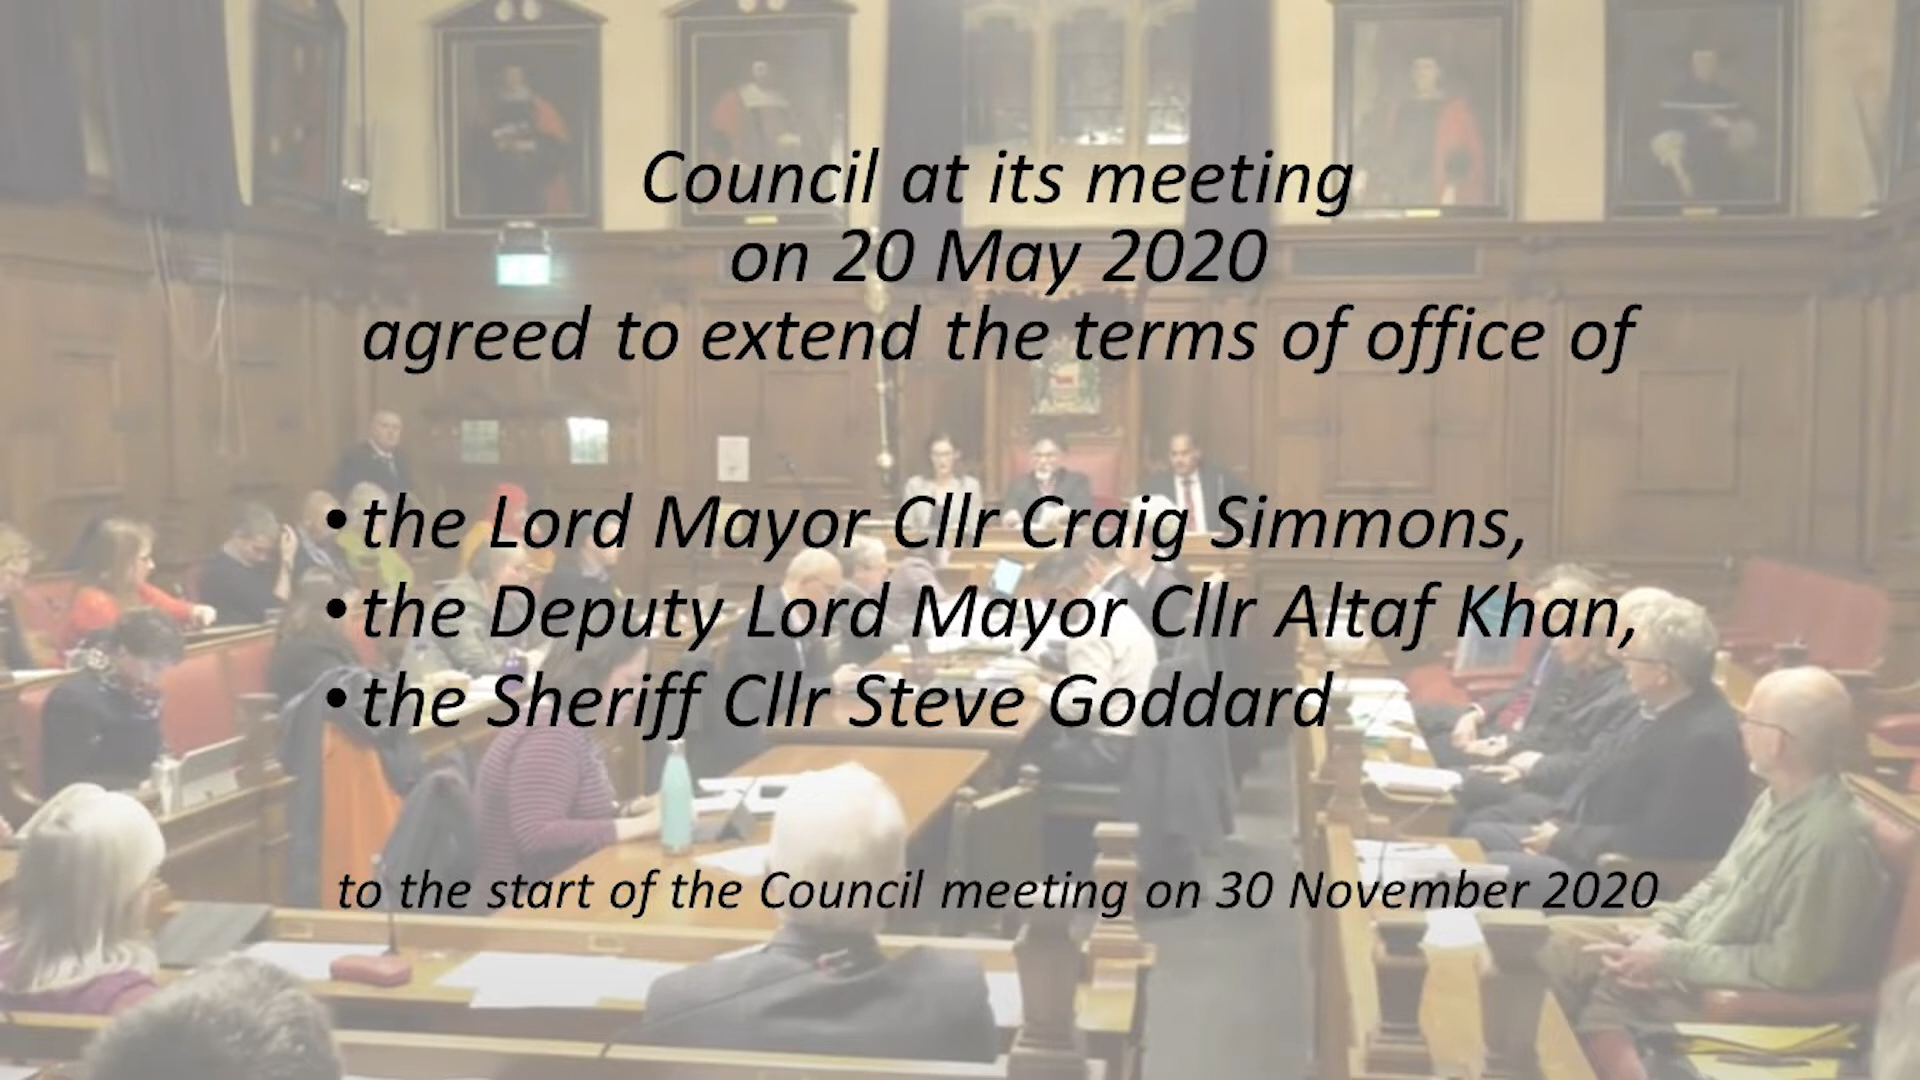 Council at its meeting
on 20 May 2020
agreed to extend the terms of office of
•the Lord Mayor Cllr Craig Simmons,
•the Deputy Lord Mayor Cllr Altaf Khan,
•the Sheriff Cllr Steve Goddard
to the start of the Council meeting on 30 November 2020